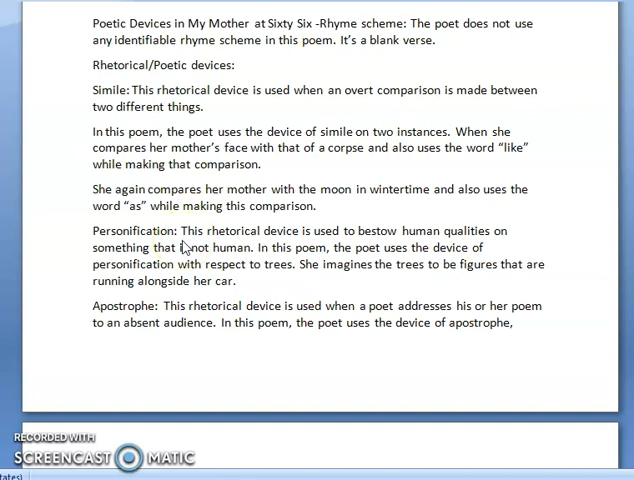 Poetic Devices in My Mother at Sixty Six -Rhyme scheme: The poet does not use
any identifiable rhyme scheme in this poem. It's a blank verse.
Rhetorical/Poetic devices:
Simile: This rhetorical device is used when an overt comparison is made between
two different things.
In this poem, the poet uses the device of simile on two instances. When she
compares her mother's face with that of a corpse and also uses the word “like”
while making that comparison.
She again compares her mother with the moon in wintertime and also uses the
word “as” while making this comparison.
Personification: This rhetorical device is used to bestow human qualities on
something that is not human. In this poem, the poet uses the device of
personification with respect to trees. She imagines the trees to be figures that are
running alongside her car.
Apostrophe: This rhetorical device is used when a poet addresses his or her poem
to an absent audience. In this poem, the poet uses the device of apostrophe,
RECORDED WITH
SCREENCAST MATIC
tates)